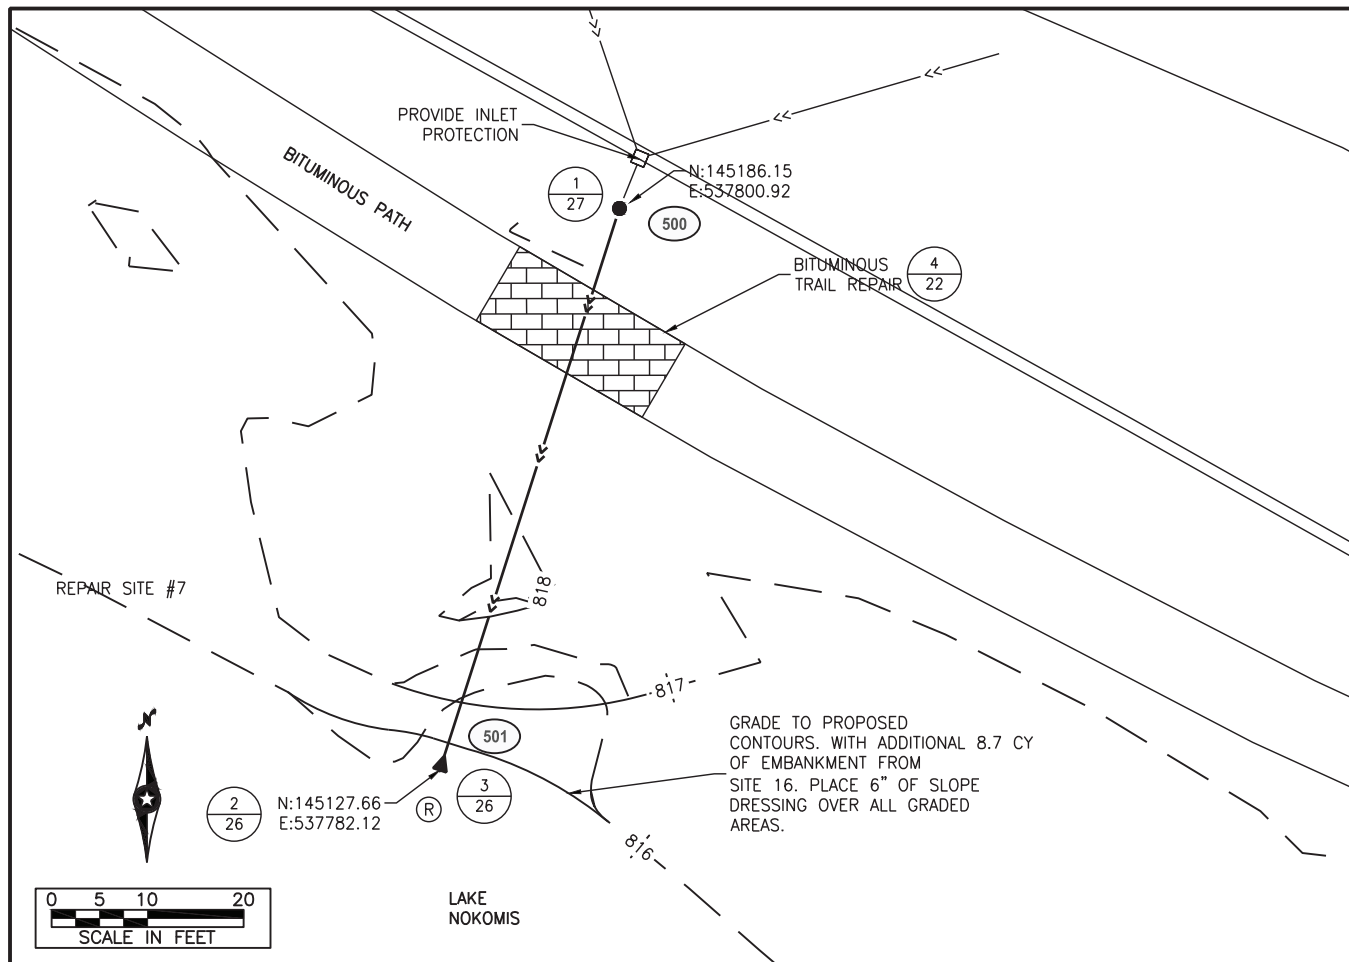 PROVIDE INLET
PROTECTION
BITUMINOUS PATH
1
27
N:145186.15
E:537800.92
500
BITUMINOUS
TRAIL REPAIR
4
22
REPAIR SITE #7
818
817
501
GRADE TO PROPOSED
CONTOURS. WITH ADDITIONAL 8.7 CY
OF EMBANKMENT FROM
SITE 16. PLACE 6" OF SLOPE
DRESSING OVER ALL GRADED
AREAS.
N
2
26
N:145127.66
E:537782.12
R
3
26
816
LAKE
NOKOMIS
0 5 10 20
SCALE IN FEET